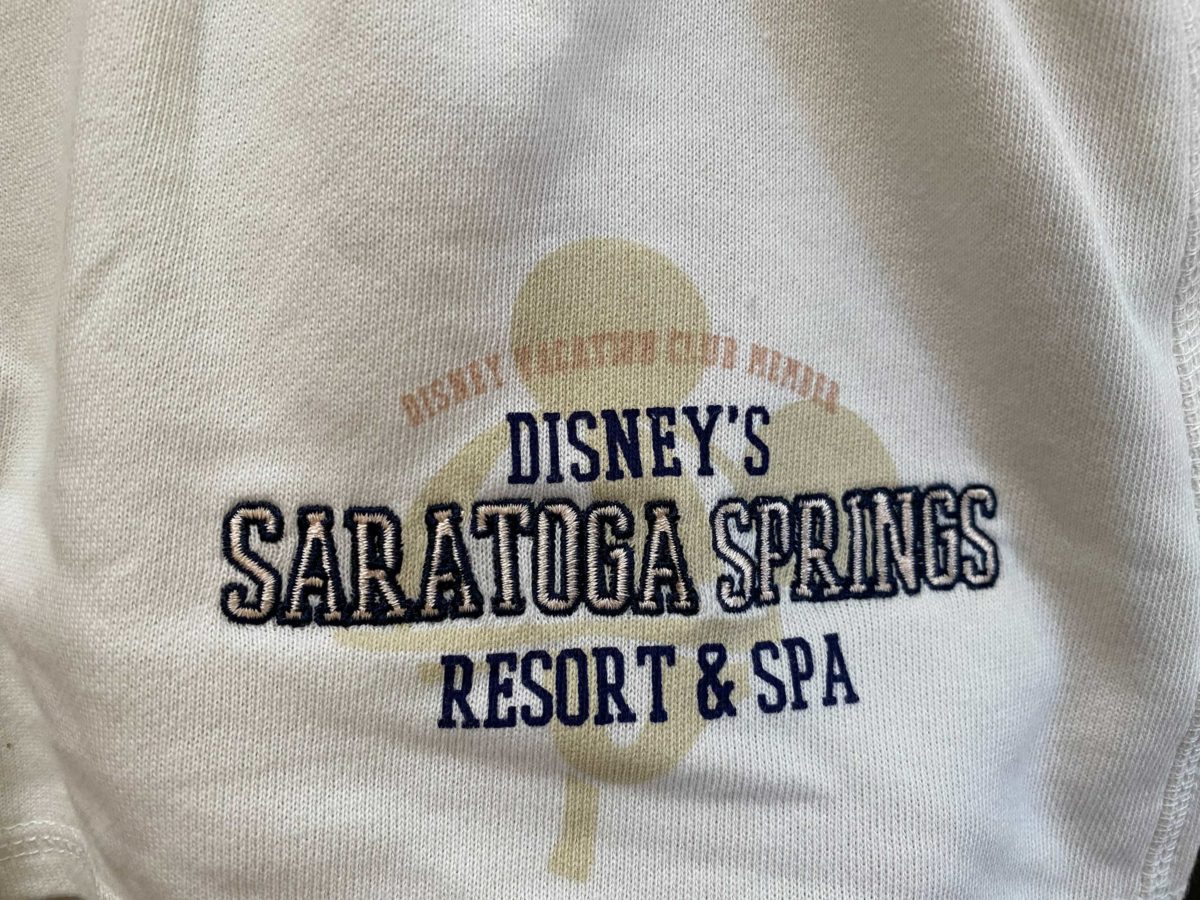 DISNEY VACATION CLUB MEMBER
DISNEY'S
SARATOGA SPRINGS
RESORT & SPA